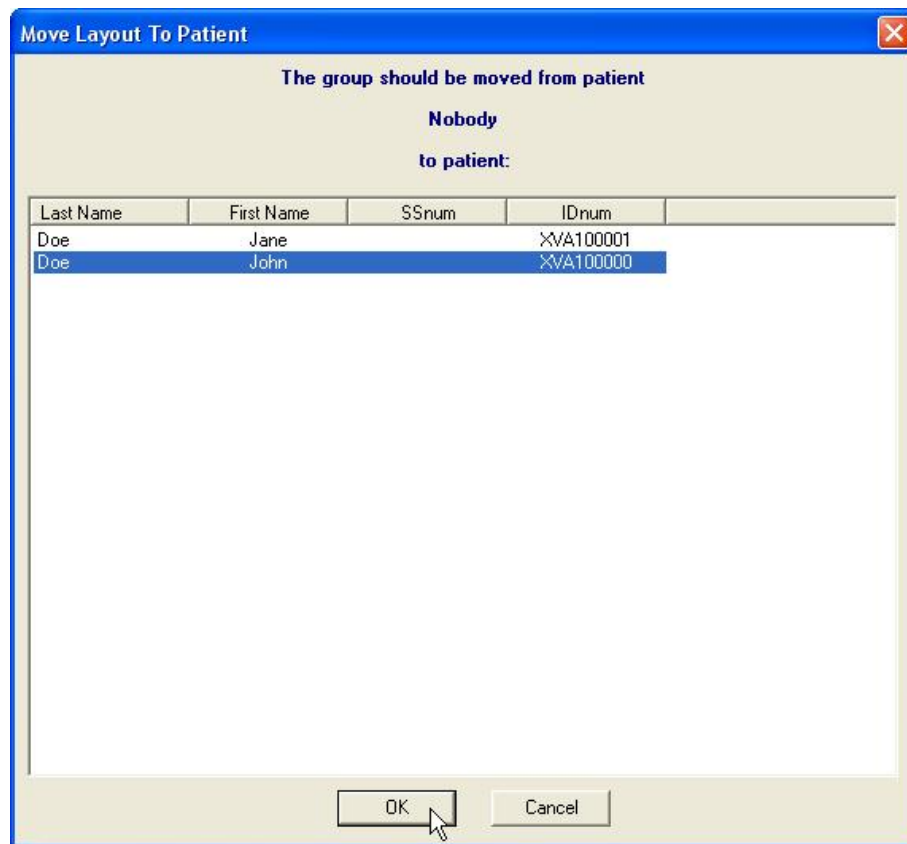 Move Layout To Patient
The group should be moved from patient
Nobody
to patient:
Last Name First Name SSnum IDnum
Doe Jane XVA100001
Doe John XVA100000
OK Cancel